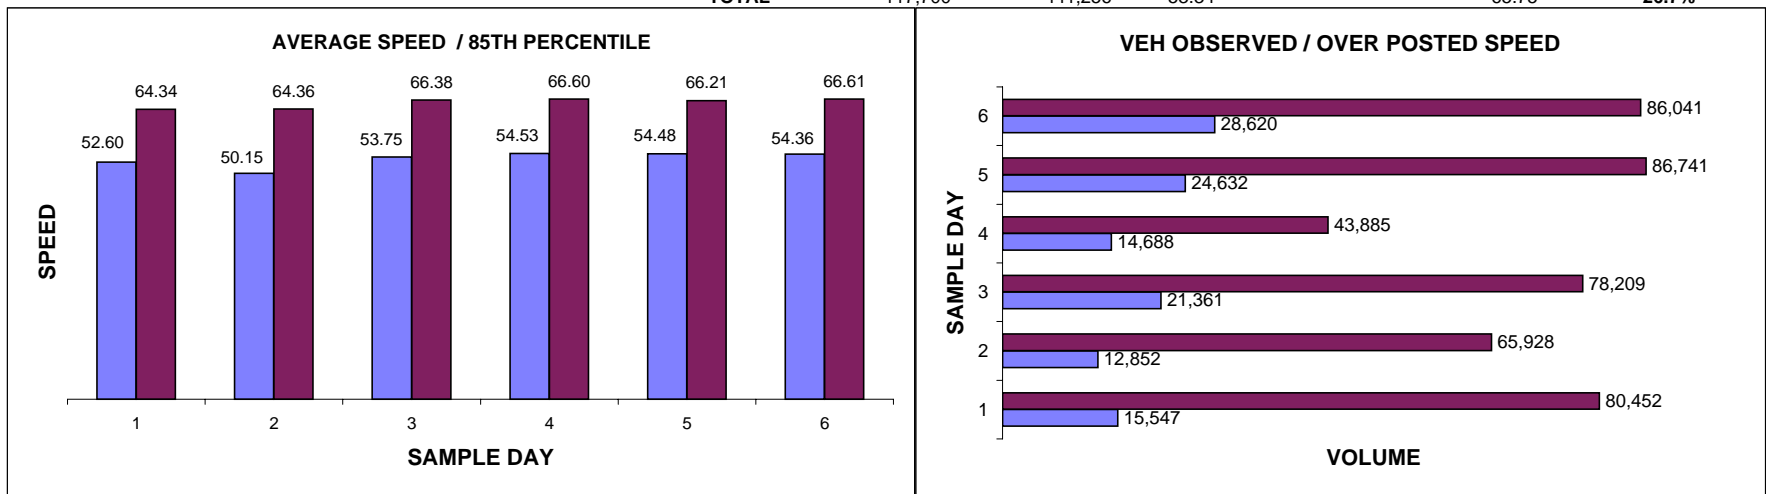 AVERAGE SPEED / 85TH PERCENTILE
64.34 64.36 66.38 66.60 66.21 66.61
52.60 50.15 53.75 54.53 54.48 54.36
SPEED
1 2 3 4 5 6
SAMPLE DAY
VEH OBSERVED / OVER POSTED SPEED
6 86,041
28,620
5 86,741
24,632
4 43,885
14,688
3 78,209
21,361
2 65,928
12,852
1 80,452
15,547
SAMPLE DAY
VOLUME